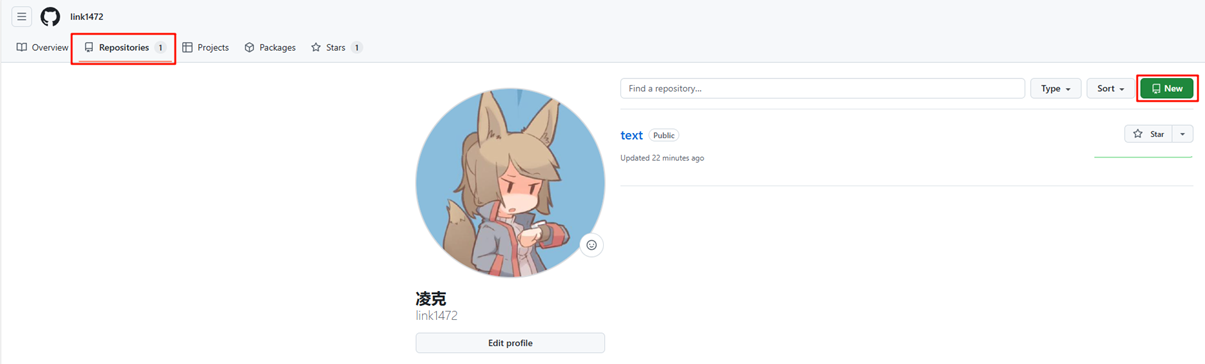 link1472
Overview Repositories 1 Projects Packages Stars 1
Find a repository... Type Sort New
text Public Star
Updated 22 minutes ago
凌克
link1472
Edit profile